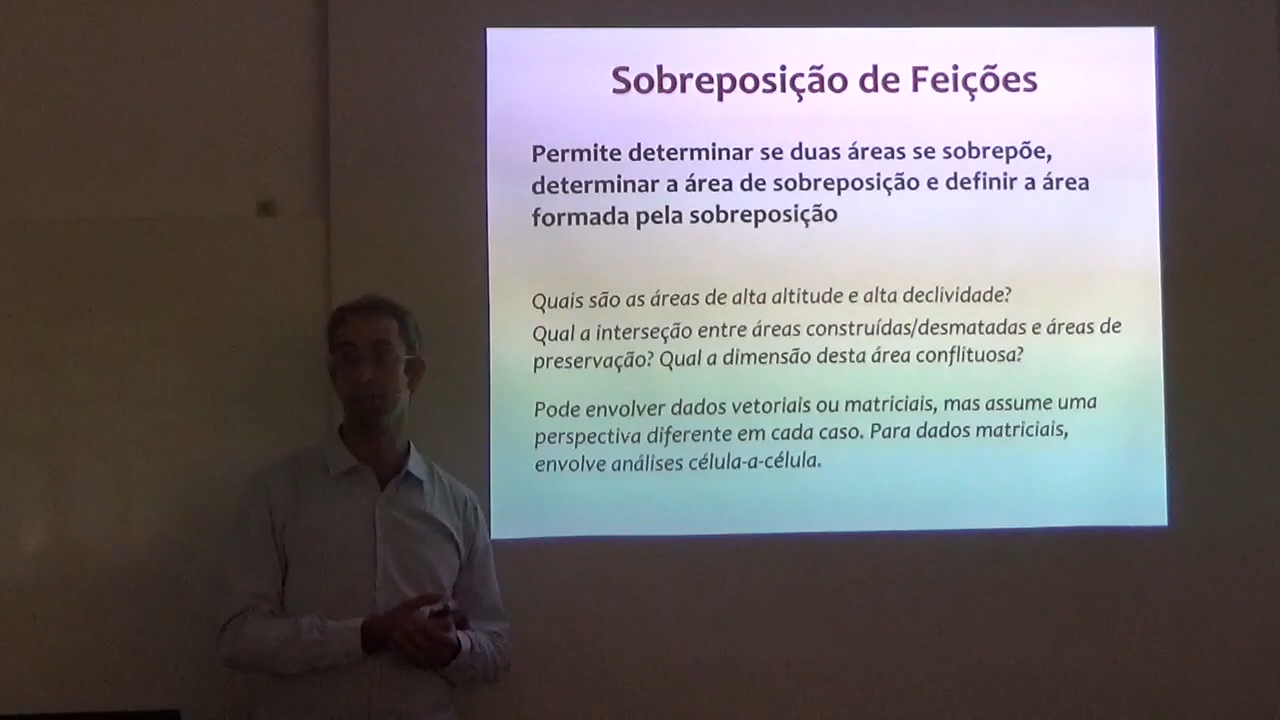 Sobreposição de Feições
Permite determinar se duas áreas se sobrepõe,
determinar a área de sobreposição e definir a área
formada pela sobreposição
Quais são as áreas de alta altitude e alta declividade?
Qual a interseção entre áreas construídas/desmatadas e áreas de
preservação? Qual a dimensão desta área conflituosa?
Pode envolver dados vetoriais ou matriciais, mas assume uma
perspectiva diferente em cada caso. Para dados matriciais,
envolve análises célula-a-célula.